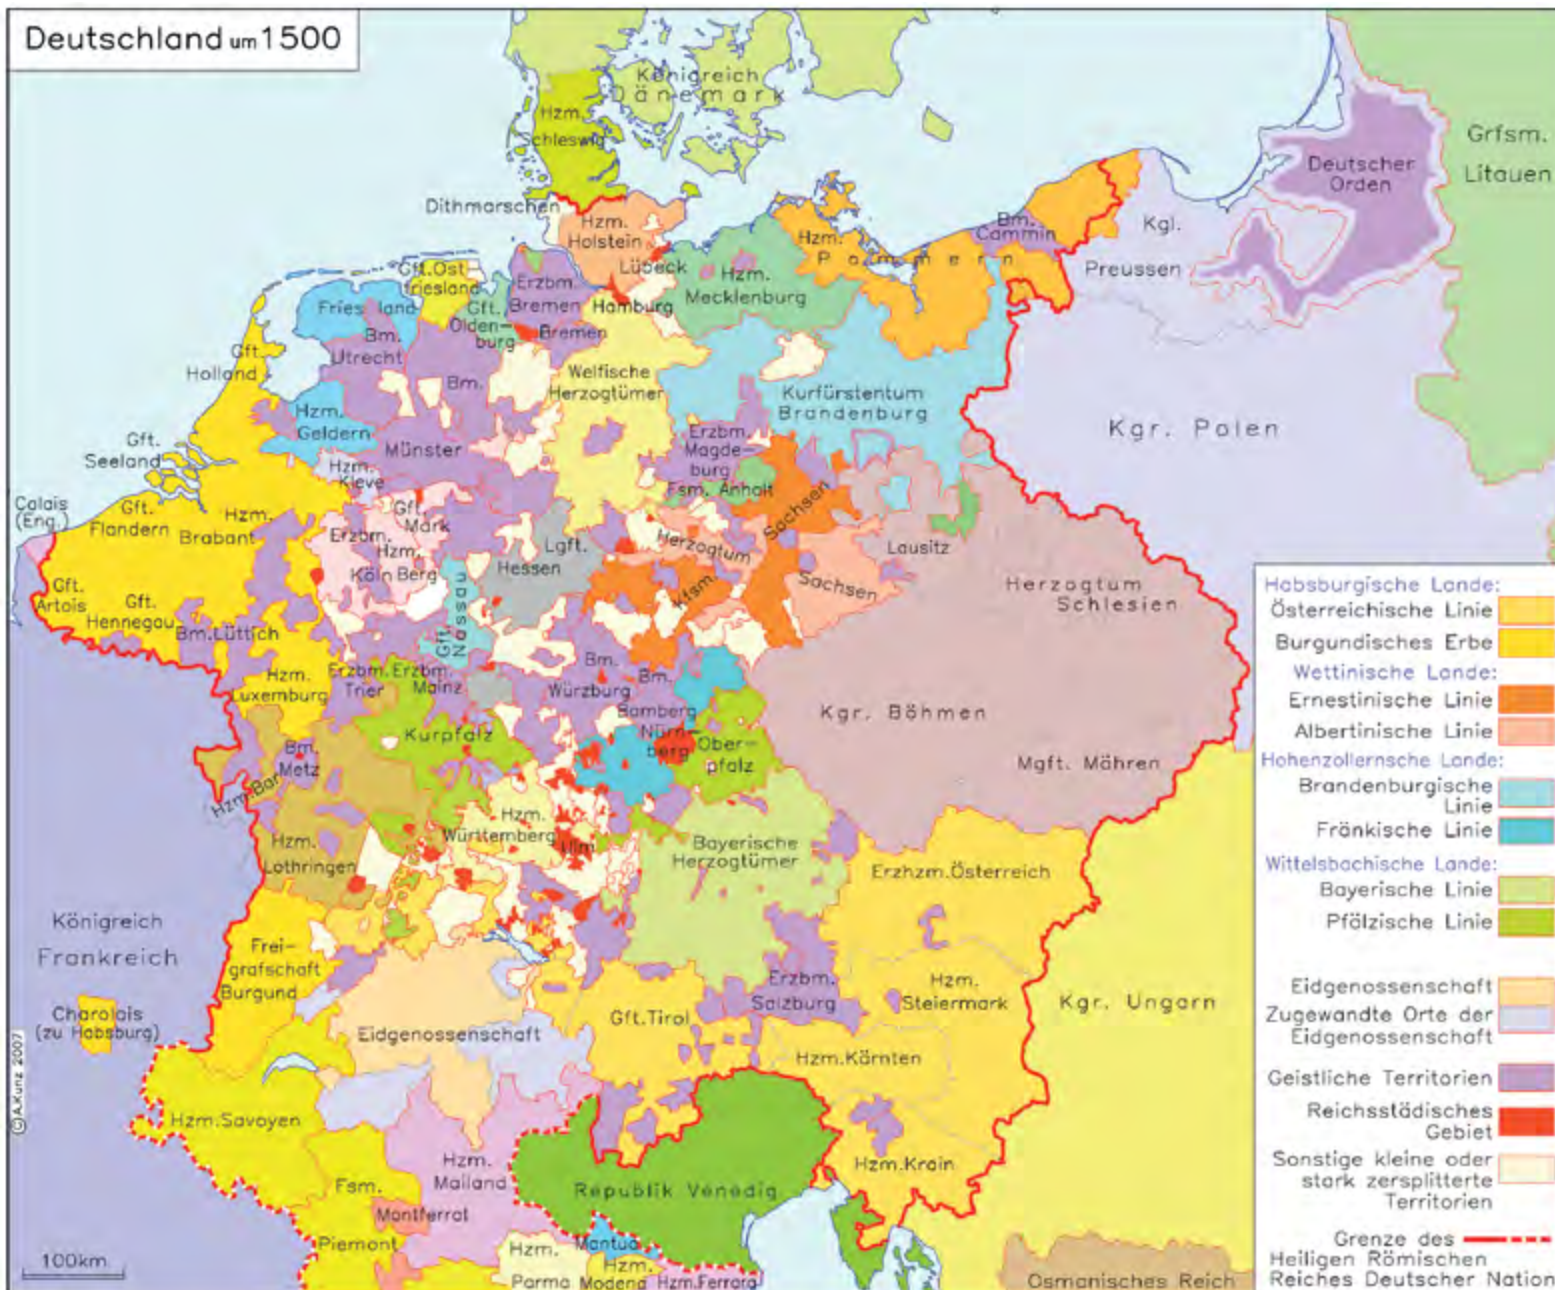 Deutschland um 1500
Königreich
Dänemark
Hzm.
Schleswig
Grfsm.
Litauen
Deutscher
Orden
Dithmarschen
Hzm.
Holstein
Lübeck
Hamburg
Hzm.
Mecklenburg
Hzm.
Pommern
Bm.
Cammin
Kgl.
Preussen
Gft.Ost-
friesland
Erzbm.
Bremen
Friesland
Gft.
Olden-
burg
Bremen
Bm.
Utrecht
Gft.
Holland
Bm.
Münster
Welfische
Herzogtümer
Kurfürstentum
Brandenburg
Kgr. Polen
Hzm.
Geldern
Gft.
Seeland
Hzm.
Kleve
Erzbm.
Magde-
burg
Fsm. Anhalt
Sachsen
Calais
(Eng.)
Gft.
Flandern
Hzm.
Brabant
Gft.
Mark
Erzbm.
Köln
Hzm.
Berg
Lgft.
Hessen
Herzogtum
Sachsen
Kfsm.
Lausitz
Herzogtum
Schlesien
Gft.
Artois
Gft.
Hennegau
Bm.Lüttich
Gft.
Nassau
Hzm.
Luxemburg
Erzbm.
Trier
Erzbm.
Mainz
Bm.
Würzburg
Bm.
Bamberg
Nürn-
berg
Ober-
pfalz
Kurpfalz
Kgr. Böhmen
Mgft. Mähren
Bm.
Metz
Hzm.Bar
Hzm.
Lothringen
Hzm.
Württemberg
Ulm
Bayerische
Herzogtümer
Erzhzm.Österreich
Königreich
Frankreich
Frei-
grafschaft
Burgund
Charolais
(zu Habsburg)
Eidgenossenschaft
Gft.Tirol
Erzbm.
Salzburg
Hzm.
Steiermark
Kgr. Ungarn
Hzm.Kärnten
Hzm.Savoyen
Hzm.
Mailand
Republik Venedig
Hzm.Krain
Fsm.
Piemont
Montferrat
Hzm.
Parma
Mantua
Hzm.
Modena
Hzm.Ferrara
Osmanisches Reich
100km
©A.Kunz 2007
Habsburgische Lande:
Österreichische Linie
Burgundisches Erbe
Wettinische Lande:
Ernestinische Linie
Albertinische Linie
Hohenzollernsche Lande:
Brandenburgische
Linie
Fränkische Linie
Wittelsbachische Lande:
Bayerische Linie
Pfälzische Linie
Eidgenossenschaft
Zugewandte Orte der
Eidgenossenschaft
Geistliche Territorien
Reichsstädisches
Gebiet
Sonstige kleine oder
stark zersplitterte
Territorien
Grenze des
Heiligen Römischen
Reiches Deutscher Nation